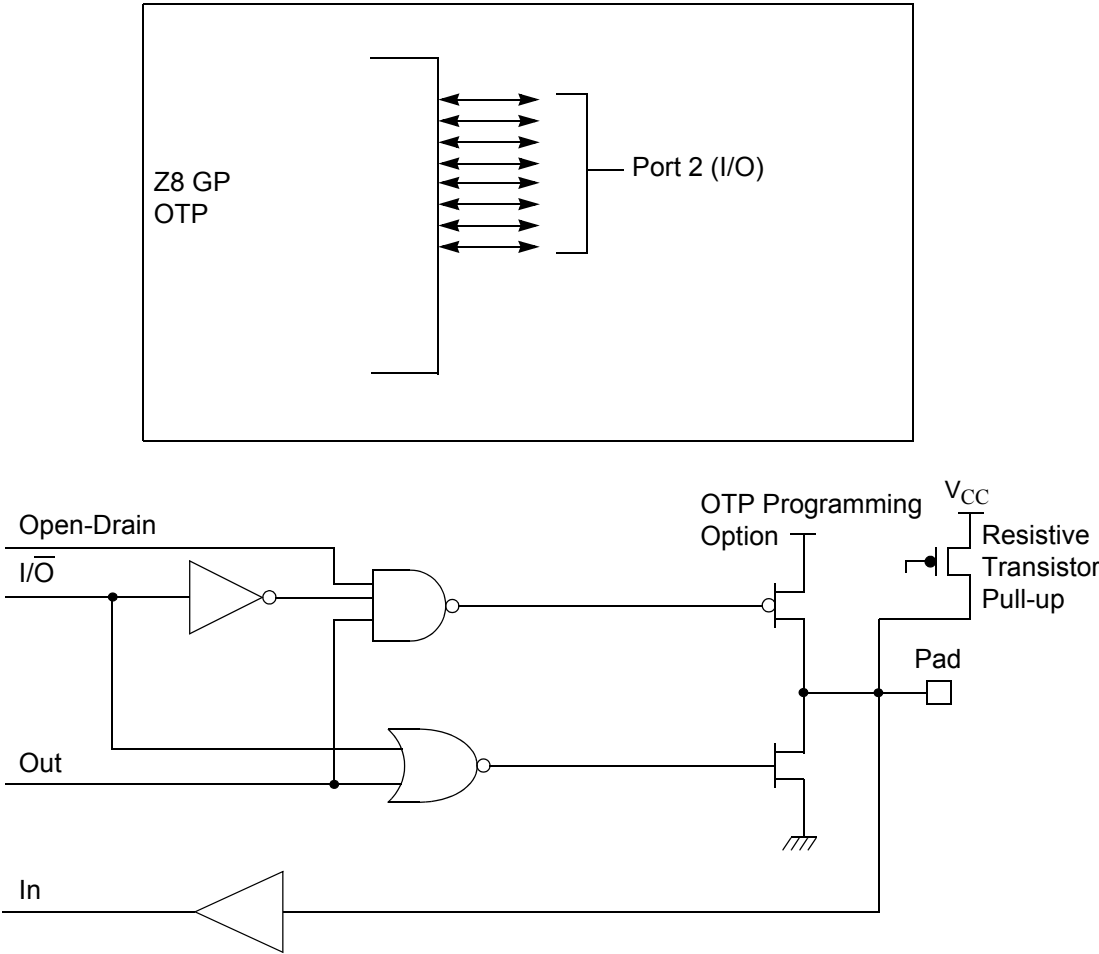 Z8 GP
OTP
Port 2 (I/O)
Open-Drain
I/O̅
Out
In
OTP Programming
Option
VCC
Resistive
Transistor
Pull-up
Pad